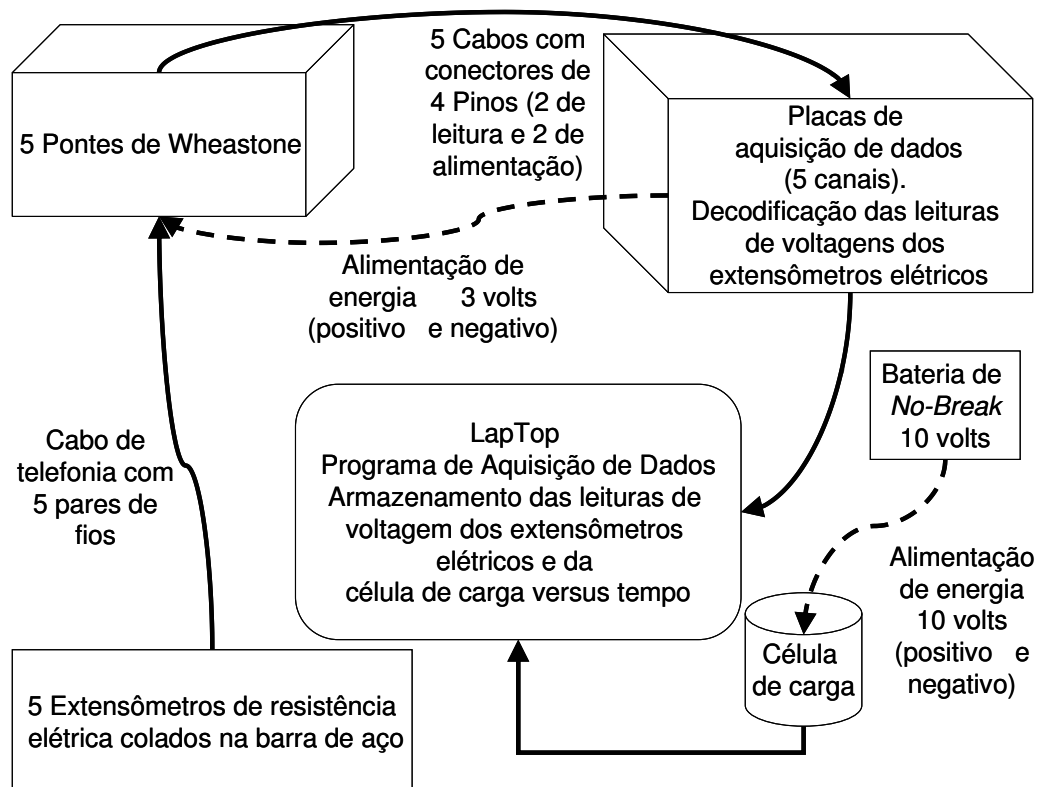 5 Pontes de Wheastone
5 Cabos com
conectores de
4 Pinos (2 de
leitura e 2 de
alimentação)
Placas de
aquisição de dados
(5 canais).
Decodificação das leituras
de voltagens dos
extensômetros elétricos
Alimentação de
energia 3 volts
(positivo e negativo)
Bateria de
No-Break
10 volts
Cabo de
telefonia com
5 pares de
fios
LapTop
Programa de Aquisição de Dados
Armazenamento das leituras de
voltagem dos extensômetros
elétricos e da
célula de carga versus tempo
Alimentação
de energia
10 volts
(positivo e
negativo)
Célula
de carga
5 Extensômetros de resistência
elétrica colados na barra de aço